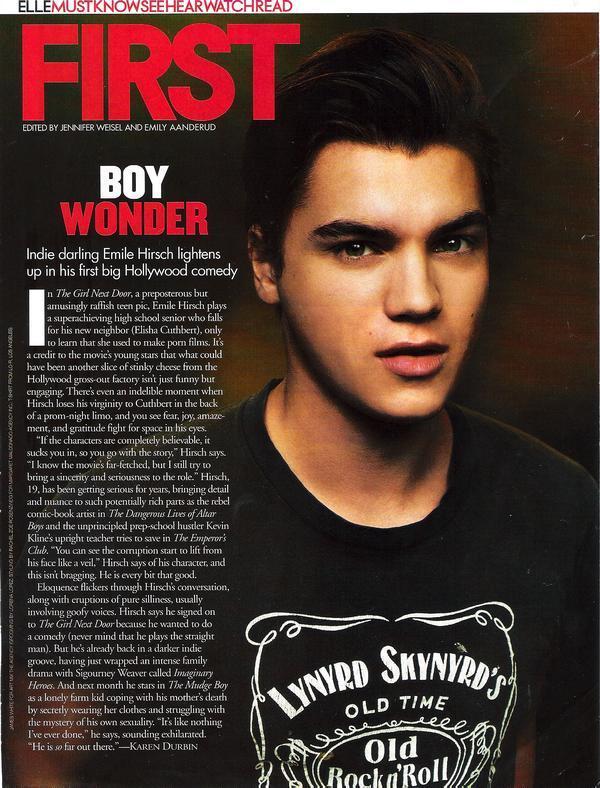 ELLEMUSTKNOWSEEHEARWATCHREAD
FIRST
EDITED BY JENNIFER WEISEL AND EMILY AANDERUD
BOY
WONDER
Indie darling Emile Hirsch lightens
up in his first big Hollywood comedy
In The Girl Next Door, a preposterous but
amusingly raffish teen pic, Emile Hirsch plays
a superachieving high school senior who falls
for his new neighbor (Elisha Cuthbert), only
to learn that she used to make porn films. It's
a credit to the movie's young stars that what could
have been another slice of stinky cheese from the
Hollywood gross-out factory isn't just funny but
engaging. There's even an indelible moment when
Hirsch loses his virginity to Cuthbert in the back
of a prom-night limo, and you see fear, joy, amaze-
ment, and gratitude fight for space in his eyes.
"If the characters are completely believable, it
sucks you in, so you go with the story," Hirsch says.
"I know the movie's far-fetched, but I still try to
bring a sincerity and seriousness to the role." Hirsch,
19, has been getting serious for years, bringing detail
and nuance to such potentially rich parts as the rebel
comic-book artist in The Dangerous Lives of Altar
Boys and the unprincipled prep-school hustler Kevin
Kline's upright teacher tries to save in The Emperor's
Club. "You can see the corruption start to lift from
his face like a veil," Hirsch says of his character, and
this isn't bragging. He is every bit that good.
Eloquence flickers through Hirsch's conversation,
along with eruptions of pure silliness, usually
involving goofy voices. Hirsch says he signed on
to The Girl Next Door because he wanted to do
a comedy (never mind that he plays the straight
man). But he's already back in a darker indie
groove, having just wrapped an intense family
drama with Sigourney Weaver called Imaginary
Heroes. And next month he stars in The Mudge Boy
as a lonely farm kid coping with his mother's death
by secretly wearing her clothes and struggling with
the mystery of his own sexuality. "It's like nothing
I've ever done," he says, sounding exhilarated.
"He is so far out there."—KAREN DURBIN
LYNYRD SKYNYRD'S
OLD TIME
Old
Rock n' Roll